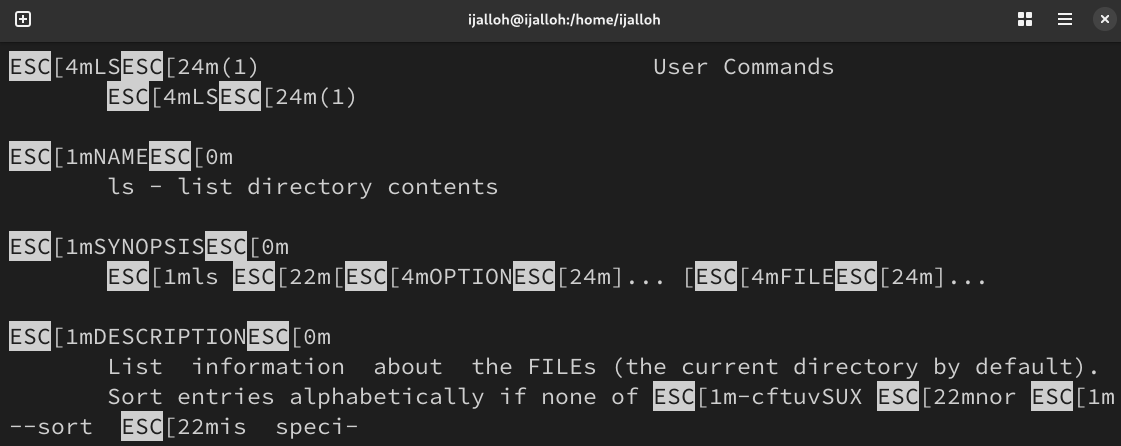 ijalloh@ijalloh:/home/ijalloh
ESC[4mLSESC[24m(1) User Commands
ESC[4mLSESC[24m(1)
ESC[1mNAMEESC[0m
ls - list directory contents
ESC[1mSYNOPSISESC[0m
ESC[1mls ESC[22m[ESC[4mOPTIONESC[24m]... [ESC[4mFILEESC[24m]...
ESC[1mDESCRIPTIONESC[0m
List information about the FILEs (the current directory by default).
Sort entries alphabetically if none of ESC[1m-cftuvSUX ESC[22mnor ESC[1m
--sort ESC[22mis speci-